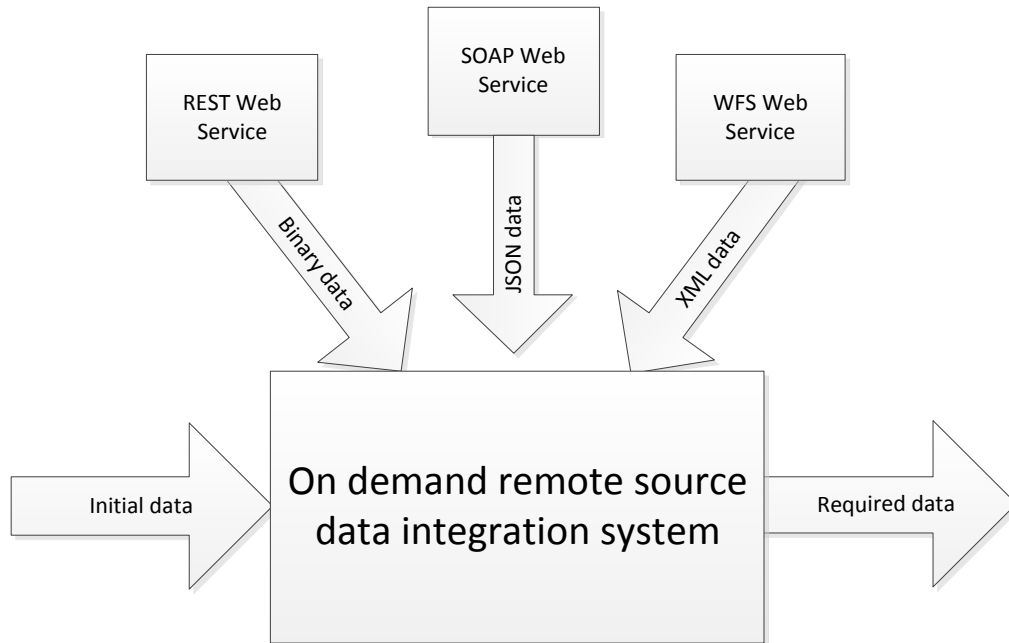 SOAP Web
Service
REST Web
Service
WFS Web
Service
Binary data
JSON data
XML data
On demand remote source
data integration system
Initial data
Required data